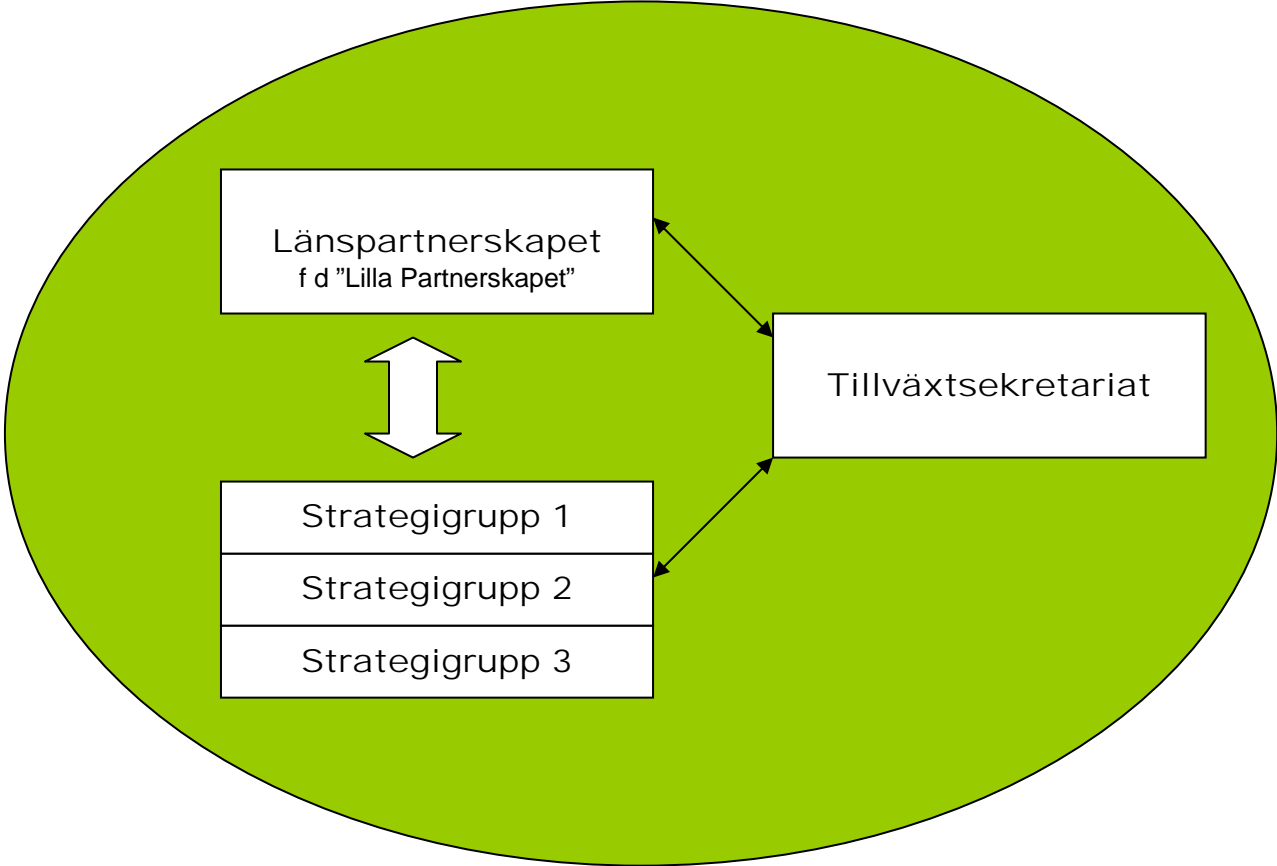 Länspartnerskapet
f d ”Lilla Partnerskapet”
Tillväxtsekretariat
Strategigrupp 1
Strategigrupp 2
Strategigrupp 3